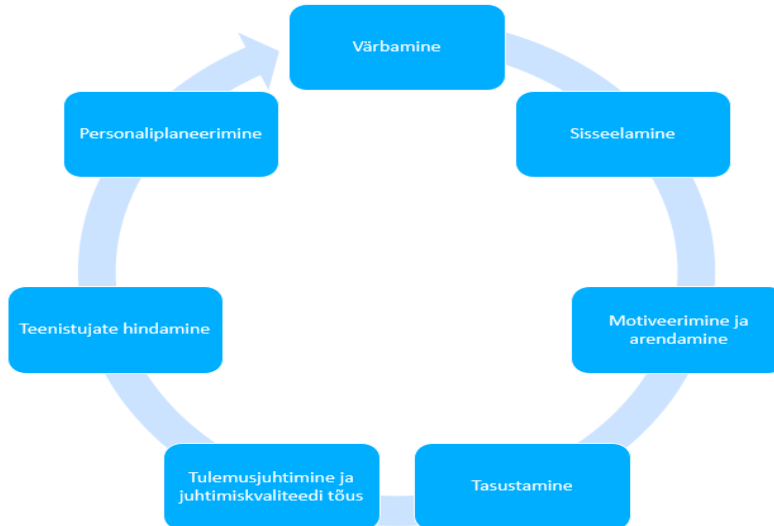 Värbamine
Sisseelamine
Motiveerimine ja
arendamine
Tasustamine
Tulemusjuhtimine ja
juhtimiskvaliteedi tõus
Teenistujate hindamine
Personaliplaneerimine